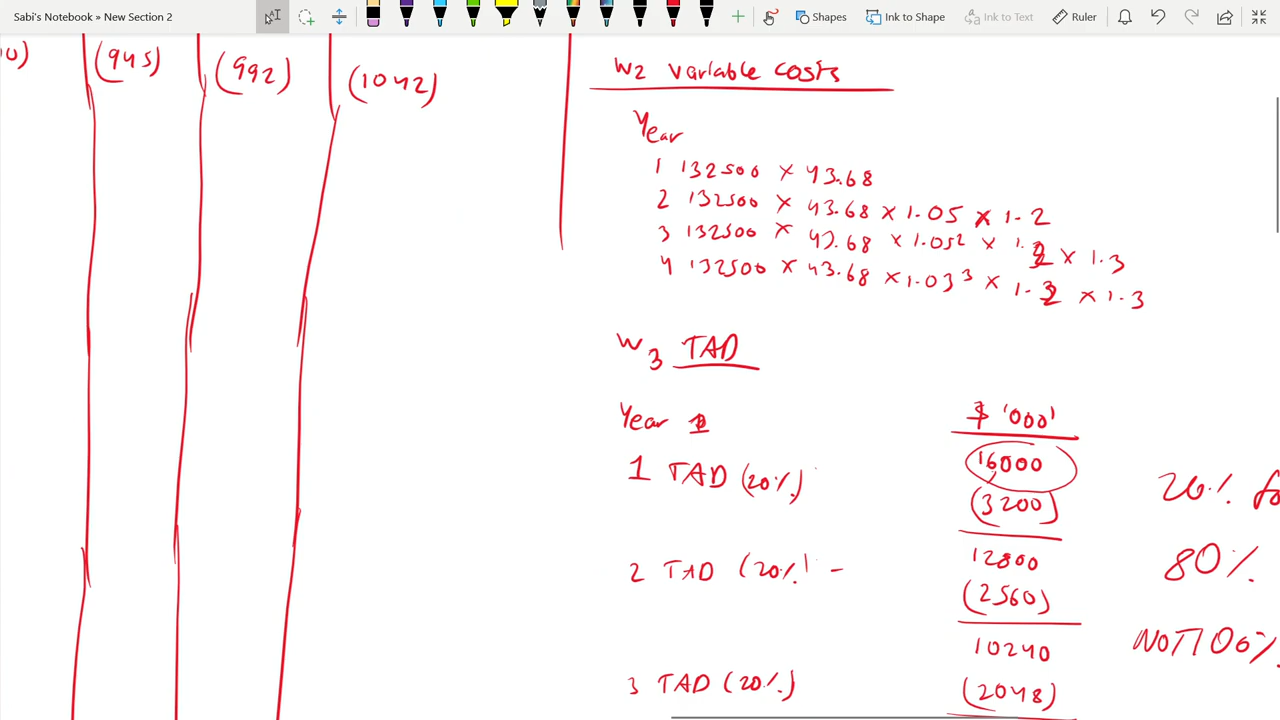 Sabi's Notebook » New Section 2
Shapes
Ink to Shape
Ink to Text
Ruler
0) (945) (992) (1042)
W2 variable costs
Year
1 132500 × 43.68
2 132500 × 43.68 × 1.05 × 1.2
3 132500 × 43.68 × 1.05² × 1.2 × 1.3
4 132500 × 43.68 × 1.03³ × 1.2 × 1.3
W3 TAD
Year
$ '000'
1 TAD (20%) 16000
(3200) 20% fo
12800
2 TAD (20%) - (2560) 80%
10240 NOT 100%
3 TAD (20%) (2048)